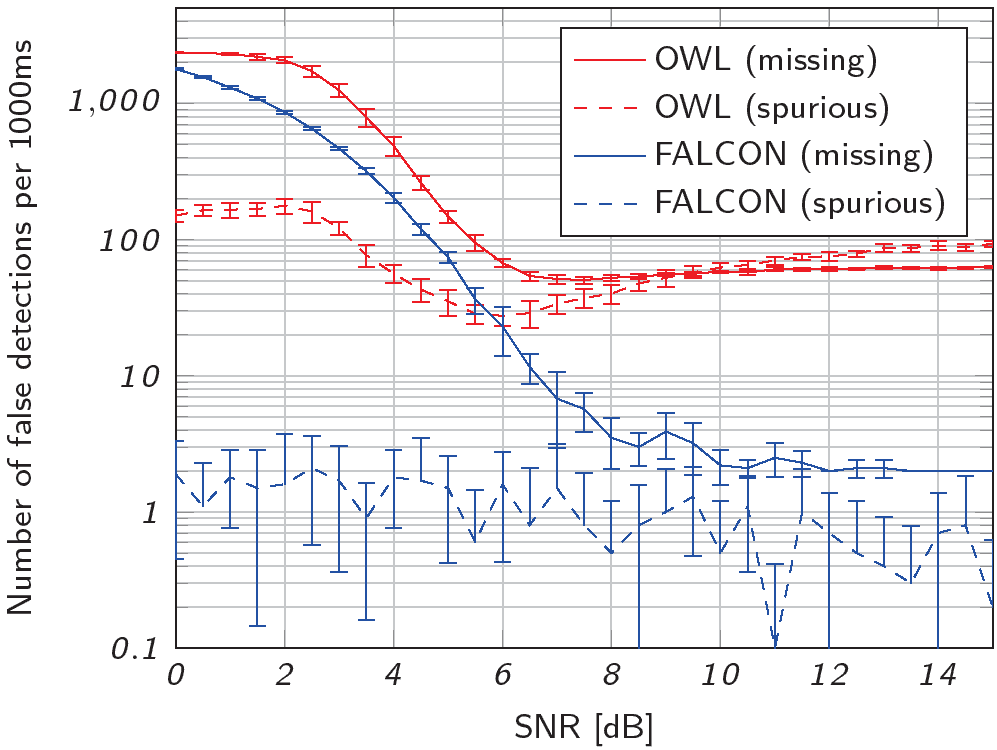 Number of false detections per 1000ms
1,000
100
10
1
0.1
0 2 4 6 8 10 12 14
SNR [dB]
OWL (missing)
OWL (spurious)
FALCON (missing)
FALCON (spurious)